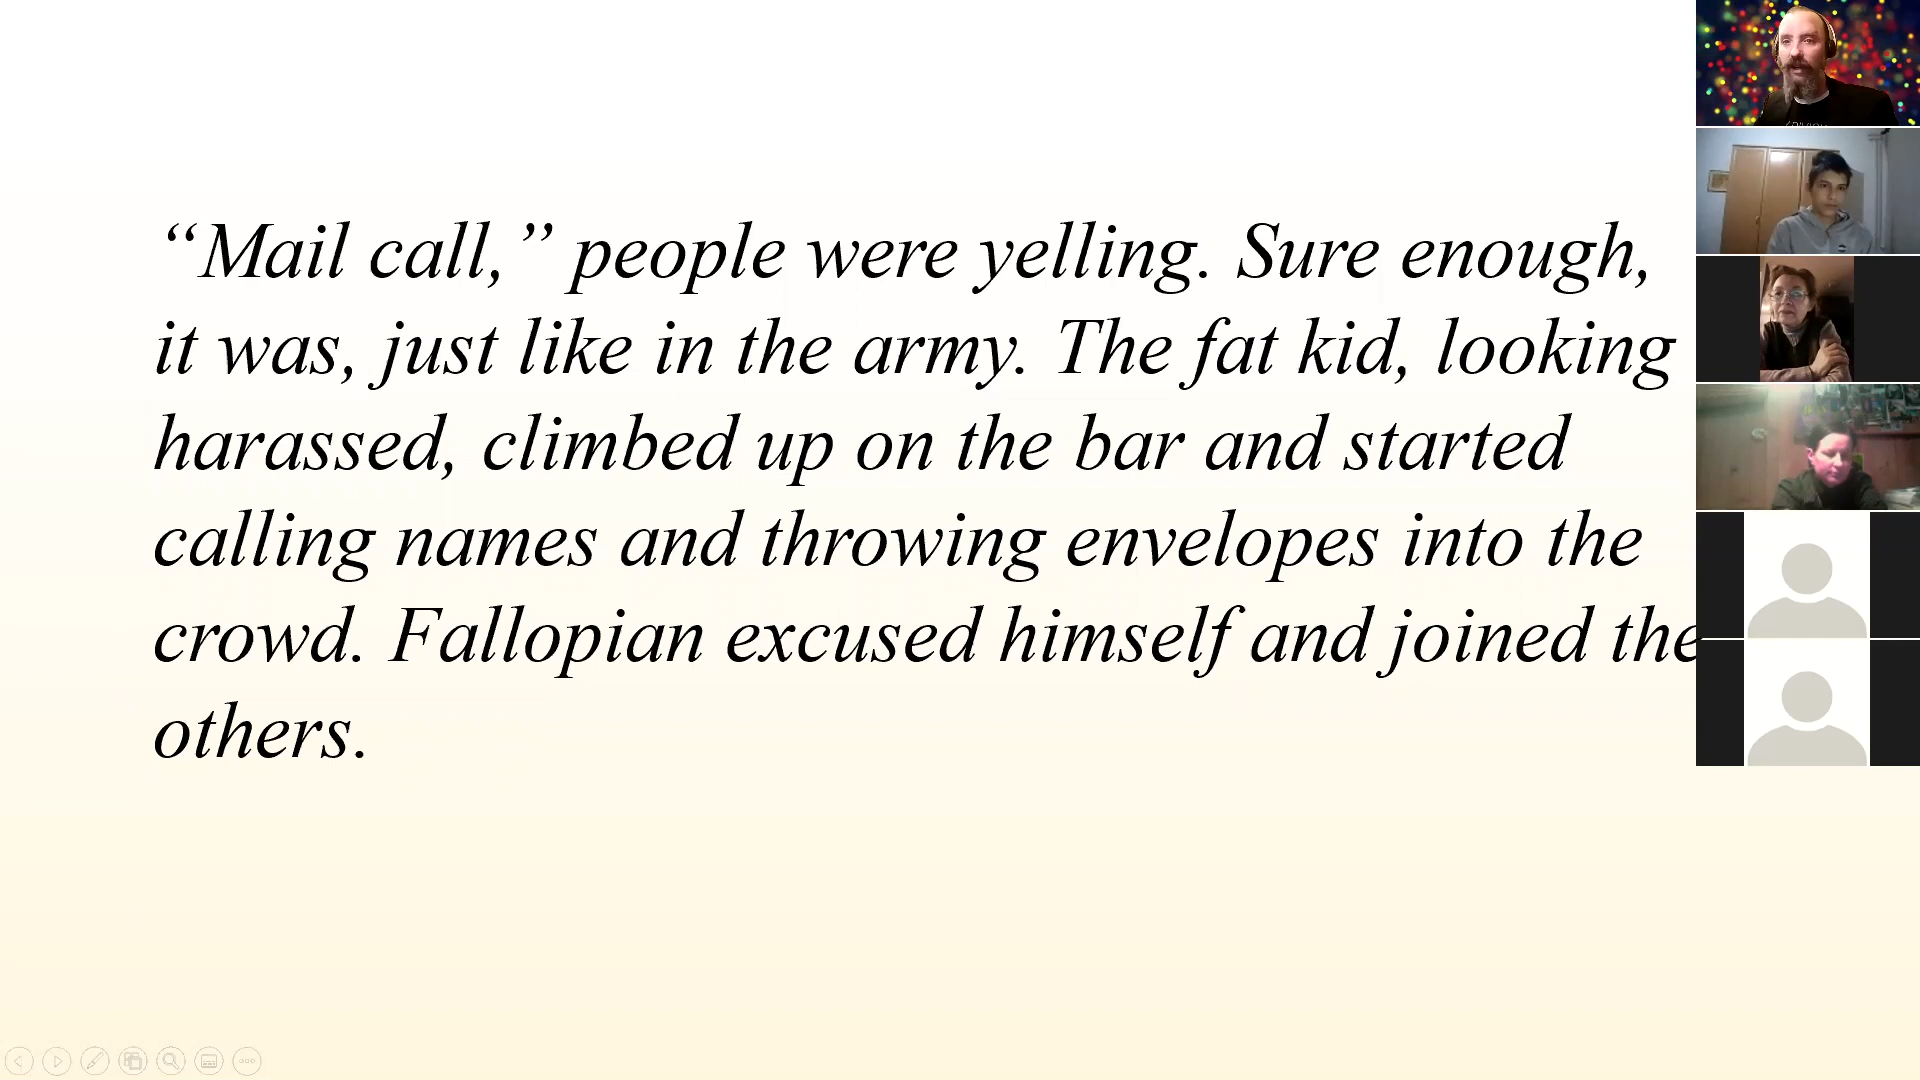 “Mail call,” people were yelling. Sure enough,
it was, just like in the army. The fat kid, looking
harassed, climbed up on the bar and started
calling names and throwing envelopes into the
crowd. Fallopian excused himself and joined the
others.